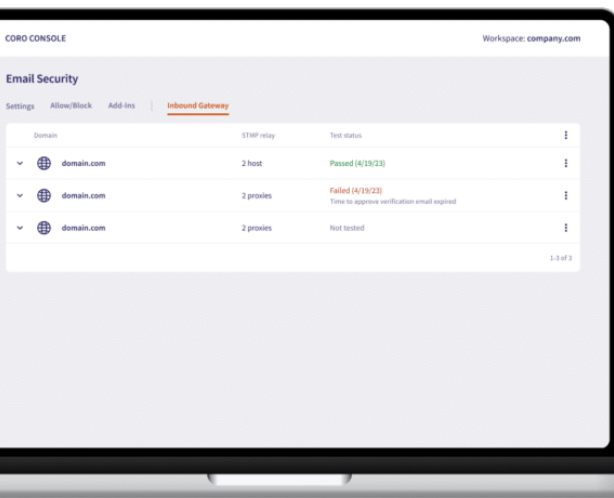 CORO CONSOLE
Workspace: company.com
Email Security
Settings Allow/Block Add-Ins Inbound Gateway
Domain STMP relay Test status
domain.com 2 host Passed (4/19/23)
domain.com 2 proxies Failed (4/19/23)
Time to approve verification email expired
domain.com 2 proxies Not tested
1-3 of 3